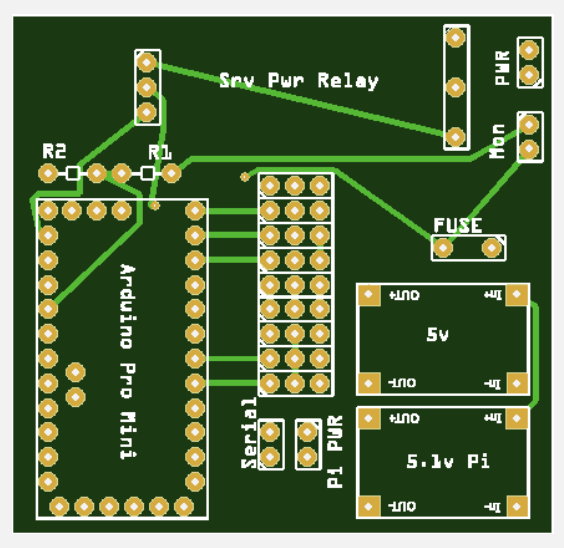 Srv Pwr Relay
PWR
R2
R1
Mon
FUSE
Arduino Pro Mini
OUT+
In+
5v
OUT-
In-
OUT+
In+
5.1v Pi
OUT-
In-
Serial
Pi PWR